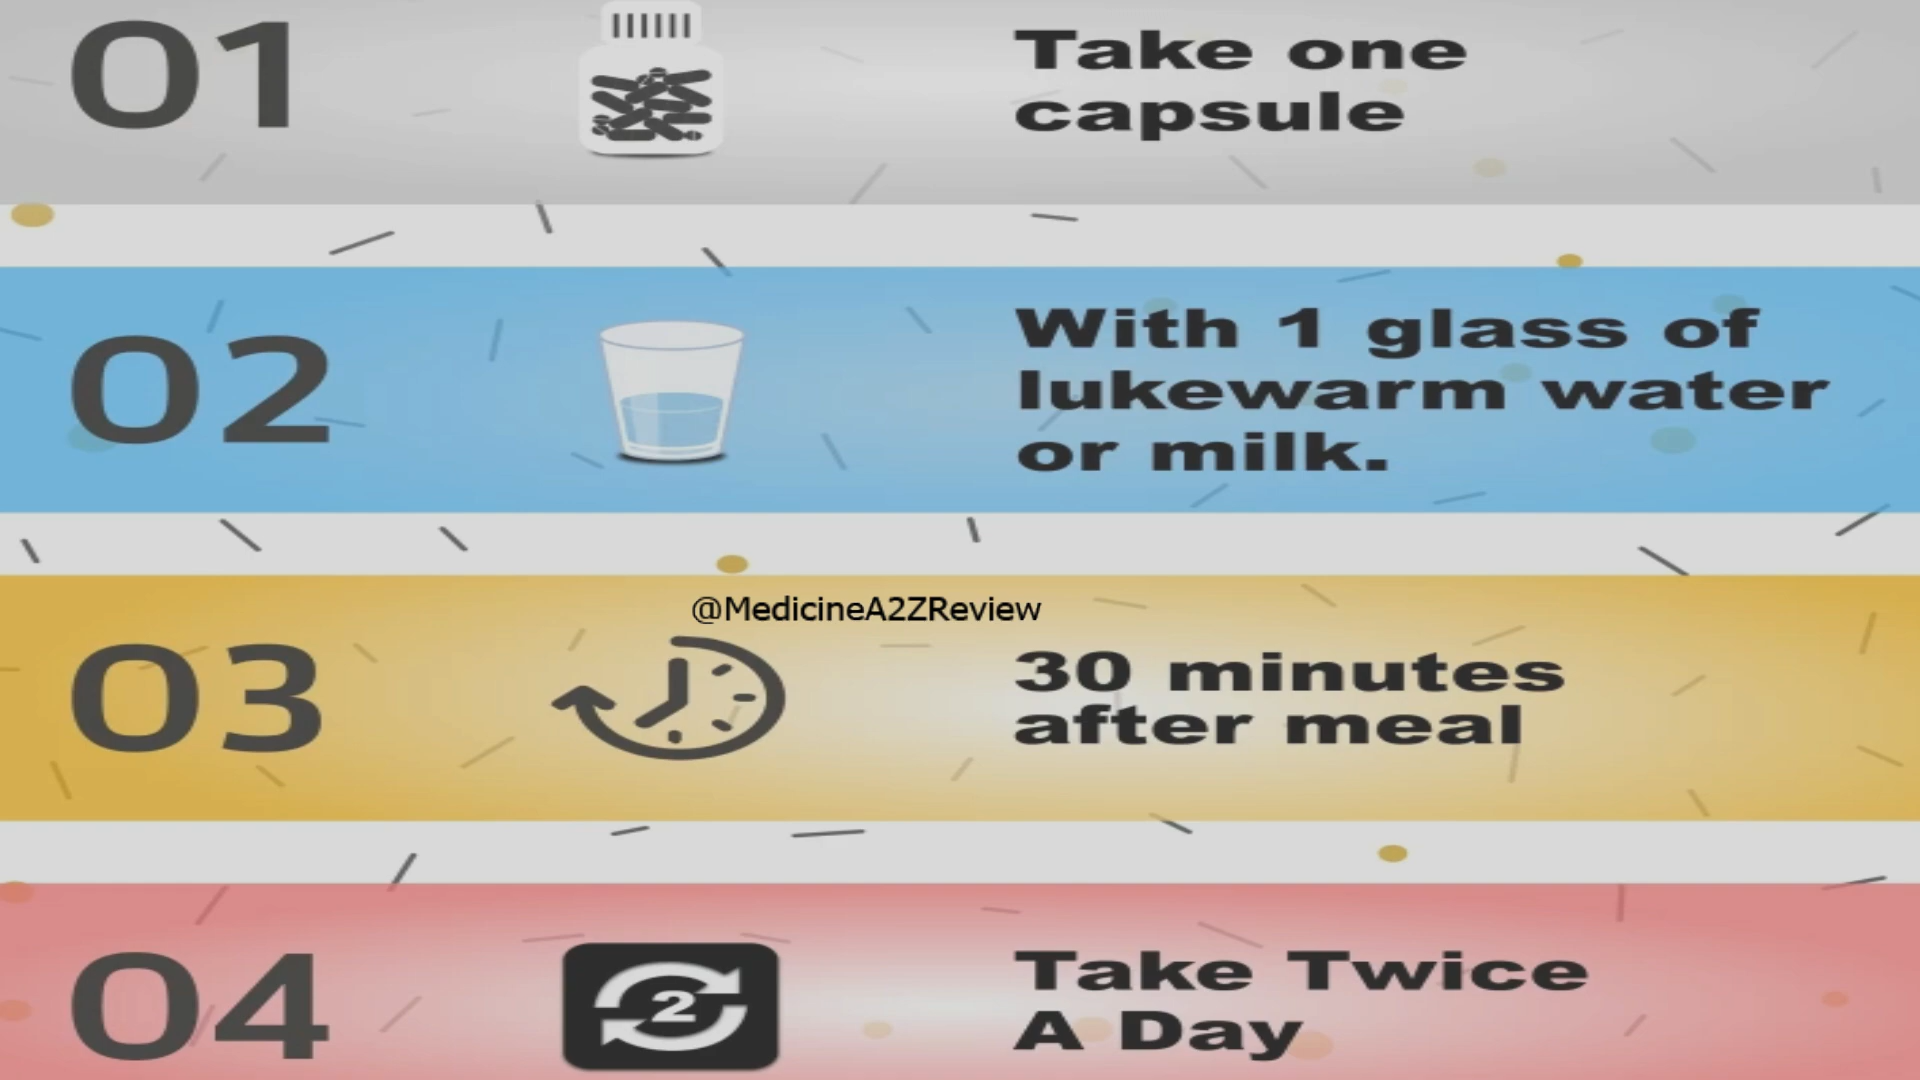 01
Take one
capsule
02
With 1 glass of
lukewarm water
or milk.
@MedicineA2ZReview
03
30 minutes
after meal
04
2
Take Twice
A Day